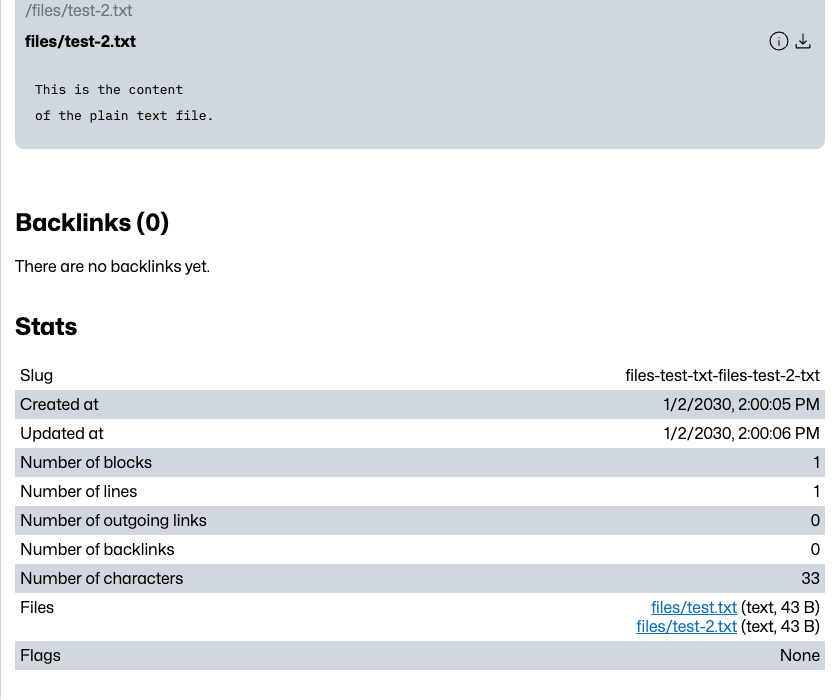 /files/test-2.txt
files/test-2.txt
This is the content
of the plain text file.
Backlinks (0)
There are no backlinks yet.
Stats
Slug files-test-txt-files-test-2-txt
Created at 1/2/2030, 2:00:05 PM
Updated at 1/2/2030, 2:00:06 PM
Number of blocks 1
Number of lines 1
Number of outgoing links 0
Number of backlinks 0
Number of characters 33
Files files/test.txt (text, 43 B)
files/test-2.txt (text, 43 B)
Flags None